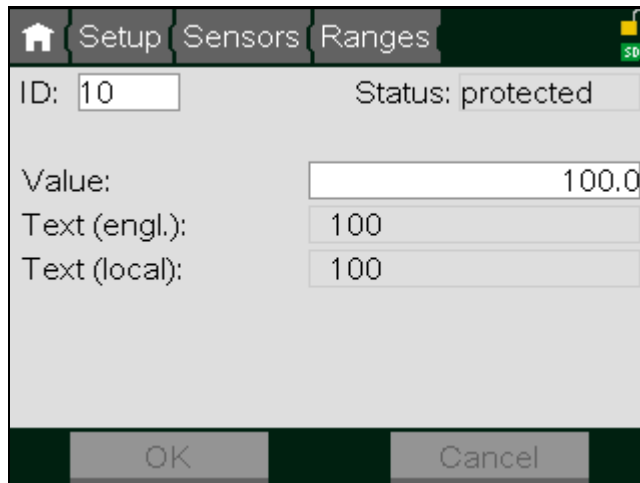 Setup Sensors Ranges
SD
ID: 10 Status: protected
Value: 100.0
Text (engl.): 100
Text (local): 100
OK Cancel